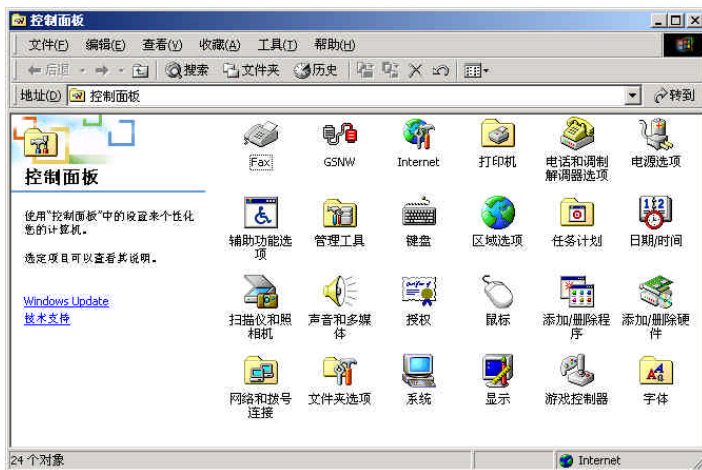 控制面板
文件(F) 编辑(E) 查看(V) 收藏(A) 工具(T) 帮助(H)
后退 搜索 文件夹 历史
地址(D) 控制面板 转到
控制面板
使用"控制面板"中的设置来个性化
您的计算机。
选定项目可以查看其说明。
Windows Update
技术支持
Fax GSNW Internet 打印机 电话和调制 电源选项
解调器选项
辅助功能选 管理工具 键盘 区域选项 任务计划 日期/时间
项
扫描仪和照 声音和多媒 授权 鼠标 添加/删除程 添加/删除硬
相机 体 序 件
网络和拨号 文件夹选项 系统 显示 游戏控制器 字体
连接
24 个对象 Internet